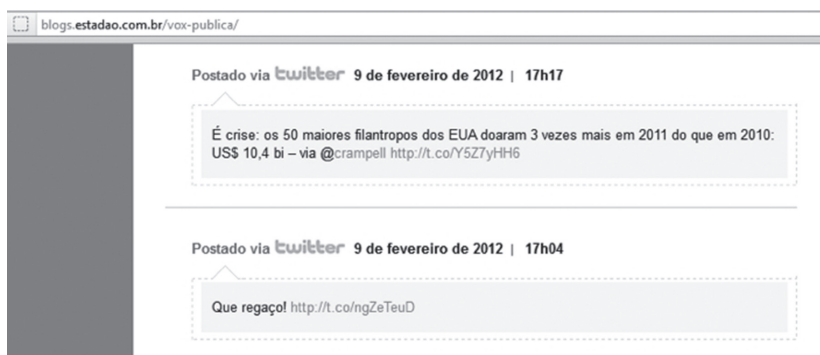 blogs.estadao.com.br/vox-publica/
Postado via twitter 9 de fevereiro de 2012 | 17h17
É crise: os 50 maiores filantropos dos EUA doaram 3 vezes mais em 2011 do que em 2010:
US$ 10,4 bi – via @crampell http://t.co/Y5Z7yHH6
Postado via twitter 9 de fevereiro de 2012 | 17h04
Que regaço! http://t.co/ngZeTeuD